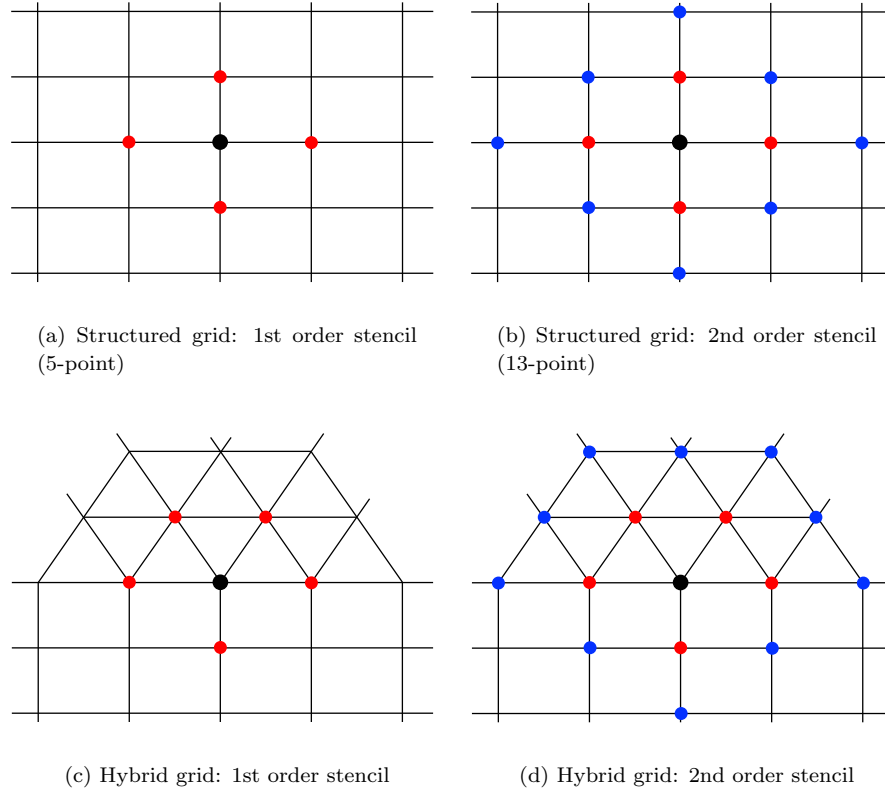 (a) Structured grid: 1st order stencil
(5-point)
(b) Structured grid: 2nd order stencil
(13-point)
(c) Hybrid grid: 1st order stencil
(d) Hybrid grid: 2nd order stencil